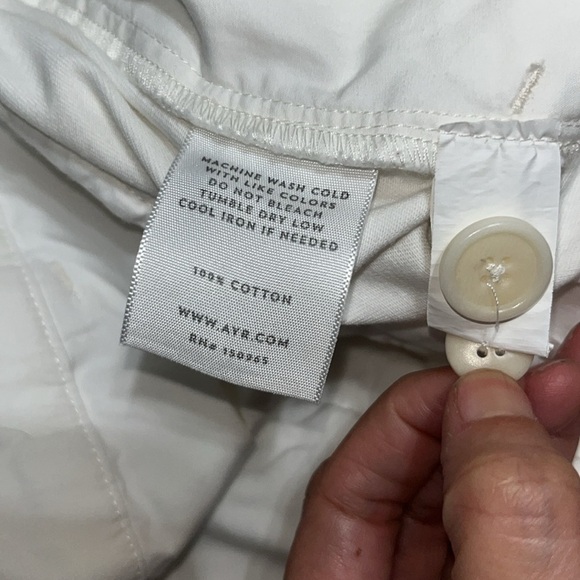 MACHINE WASH COLD
WITH LIKE COLORS
DO NOT BLEACH
TUMBLE DRY LOW
COOL IRON IF NEEDED
100% COTTON
WWW.AYR.COM
RN# 150965